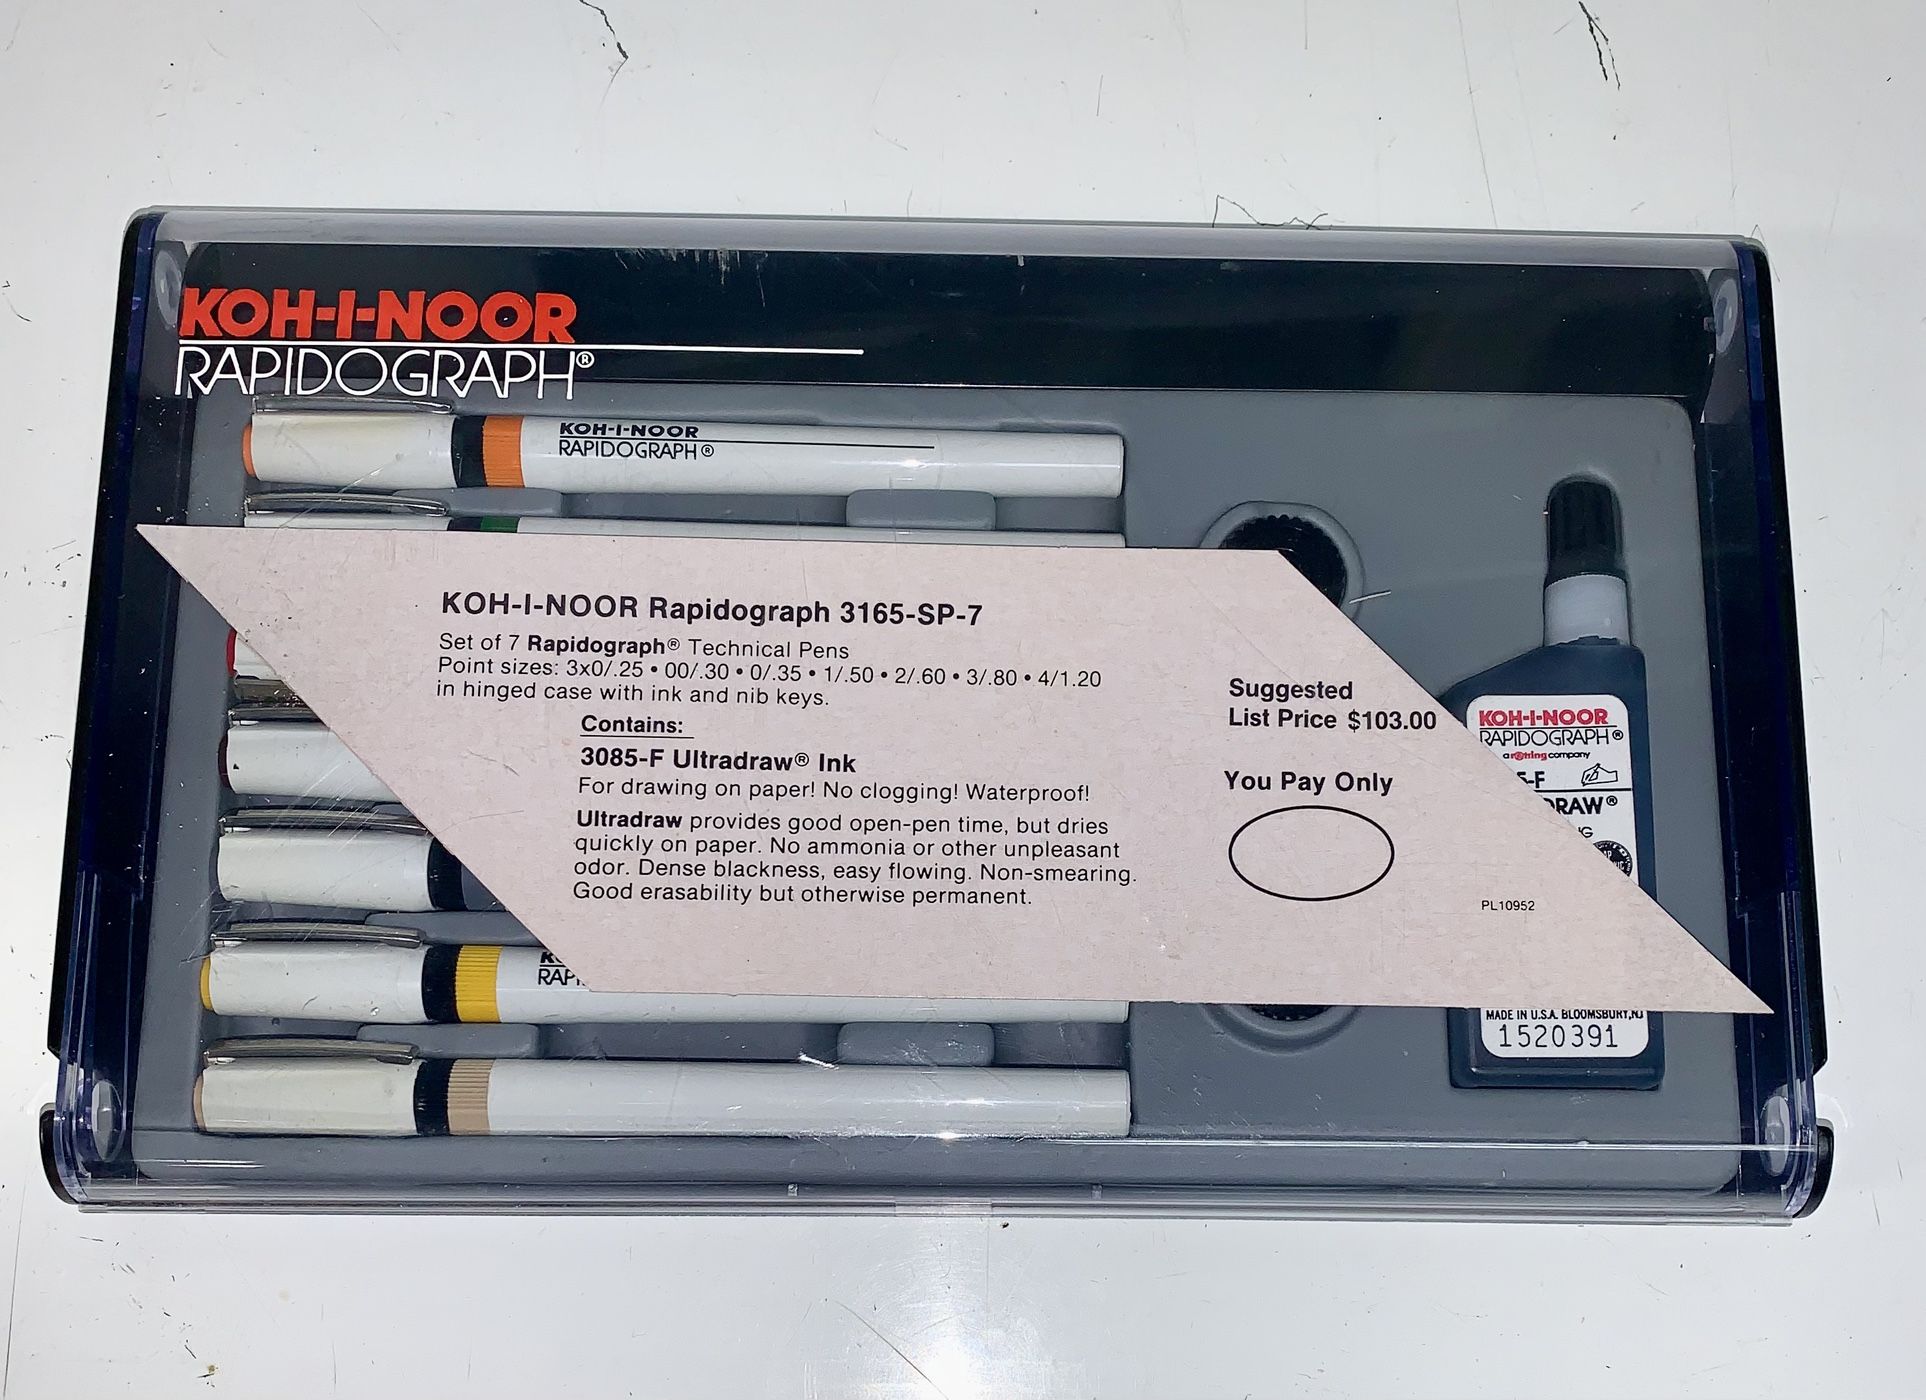 KOH-I-NOOR
RAPIDOGRAPH®
KOH-I-NOOR
RAPIDOGRAPH®
KOH-I-NOOR Rapidograph 3165-SP-7
Set of 7 Rapidograph® Technical Pens
Point sizes: 3x0/.25 • 00/.30 • 0/.35 • 1/.50 • 2/.60 • 3/.80 • 4/1.20
in hinged case with ink and nib keys.
Contains:
3085-F Ultradraw® Ink
For drawing on paper! No clogging! Waterproof!
Ultradraw provides good open-pen time, but dries
quickly on paper. No ammonia or other unpleasant
odor. Dense blackness, easy flowing. Non-smearing.
Good erasability but otherwise permanent.
Suggested
List Price $103.00
You Pay Only
PL10952
KOH-I-NOOR
RAPIDOGRAPH®
a rotring company
-F
DRAW®
MADE IN U.S.A. BLOOMSBURY, NJ
1520391
RAP